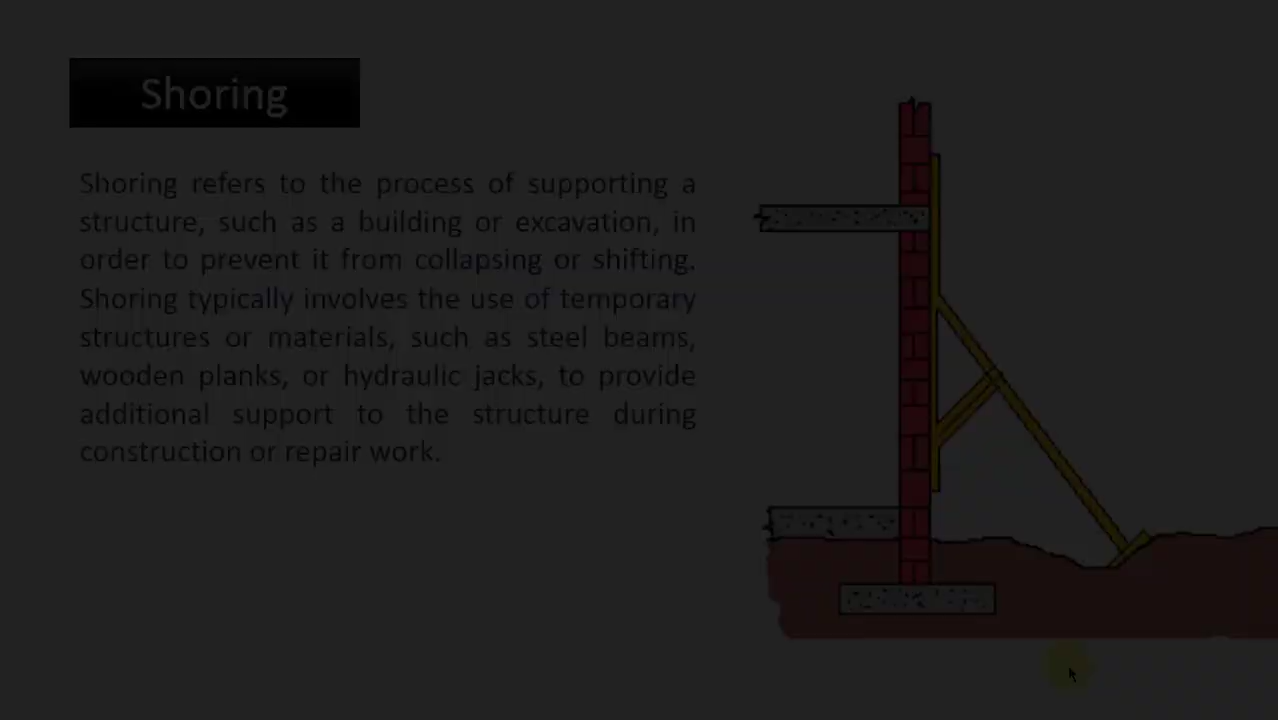 Shoring
Shoring refers to the process of supporting a
structure, such as a building or excavation, in
order to prevent it from collapsing or shifting.
Shoring typically involves the use of temporary
structures or materials, such as steel beams,
wooden planks, or hydraulic jacks, to provide
additional support to the structure during
construction or repair work.